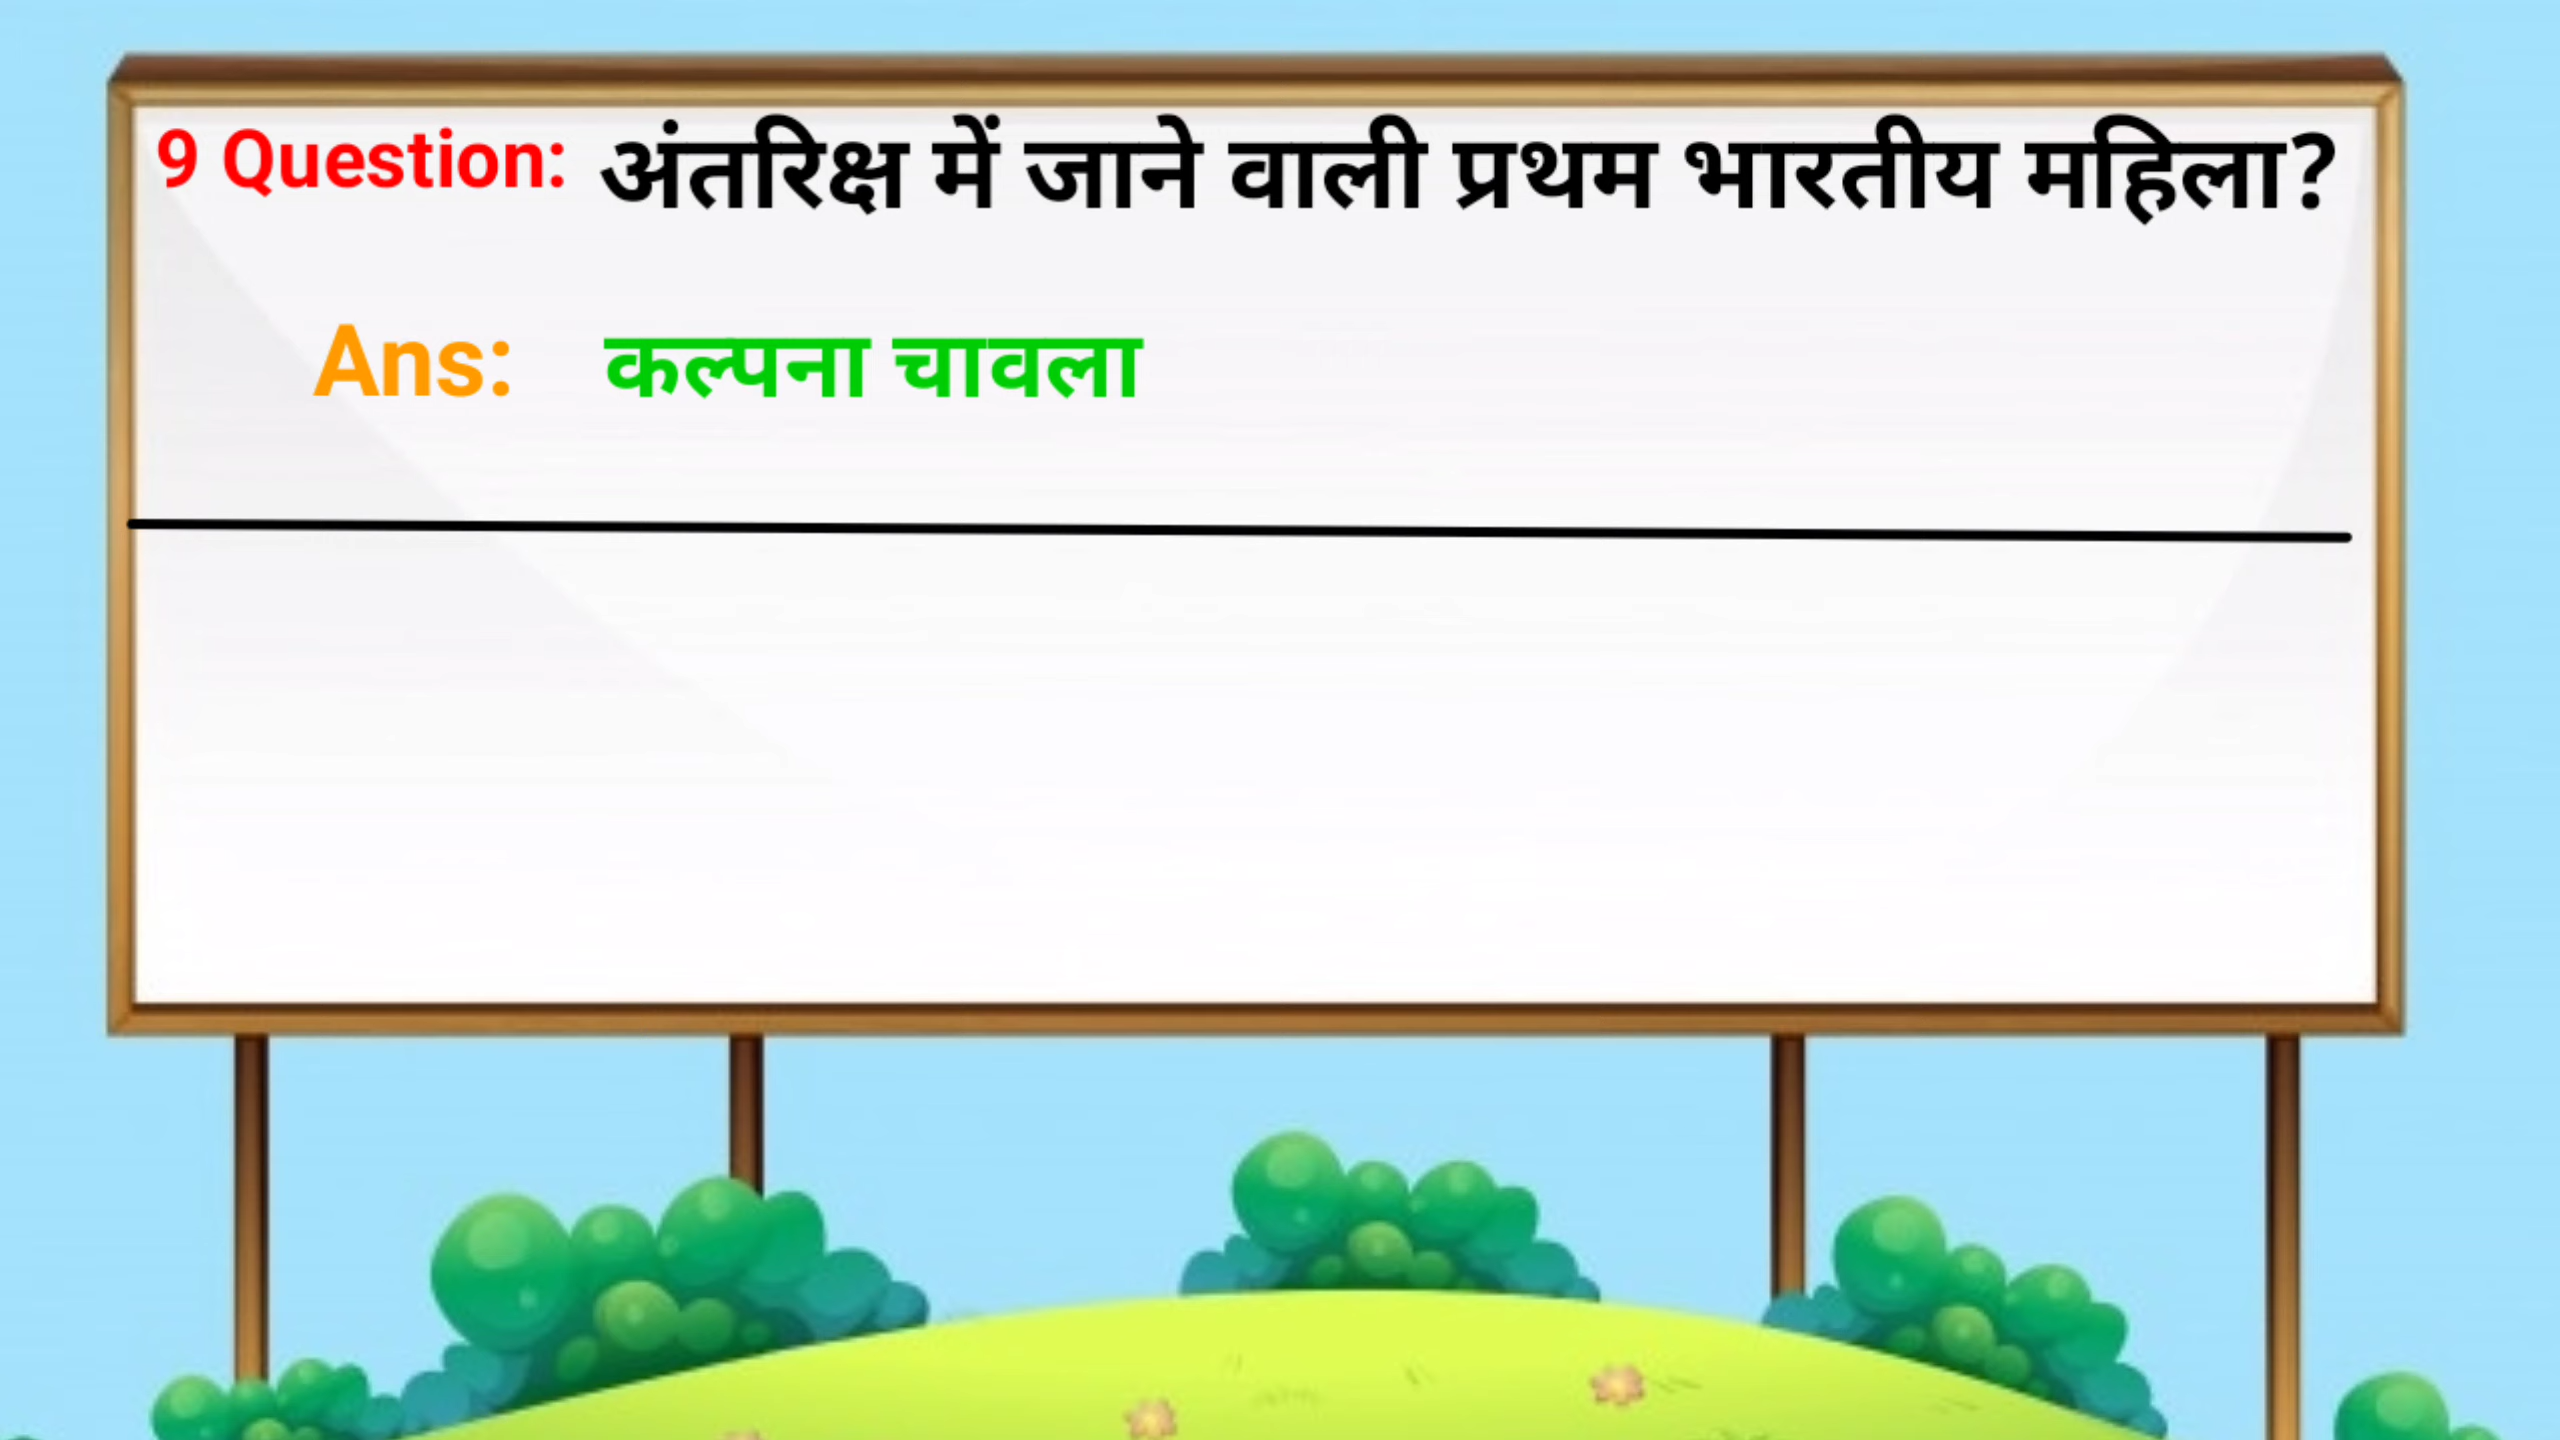 9 Question: अंतरिक्ष में जाने वाली प्रथम भारतीय महिला?
Ans: कल्पना चावला